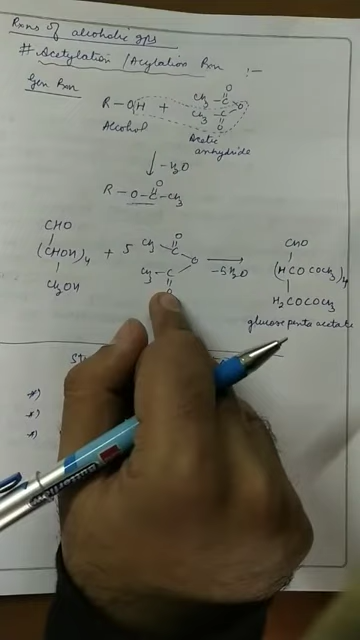 Rxns of alcoholic gps
# Acetylation / Acylation Rxn :-
Gen Rxn
R-OH + CH3 C O O CH3 C O
Alcohol Acetic anhydride
-H2O
R-O-C-CH3 O
CHO CHO
(CHOH)4 + 5 CH3 C O O CH3-C O -5H2O (HCOCOCH3)4
CH2OH H2COCOCH3
glucose penta acetate
*)
*)
*)
Butterflow